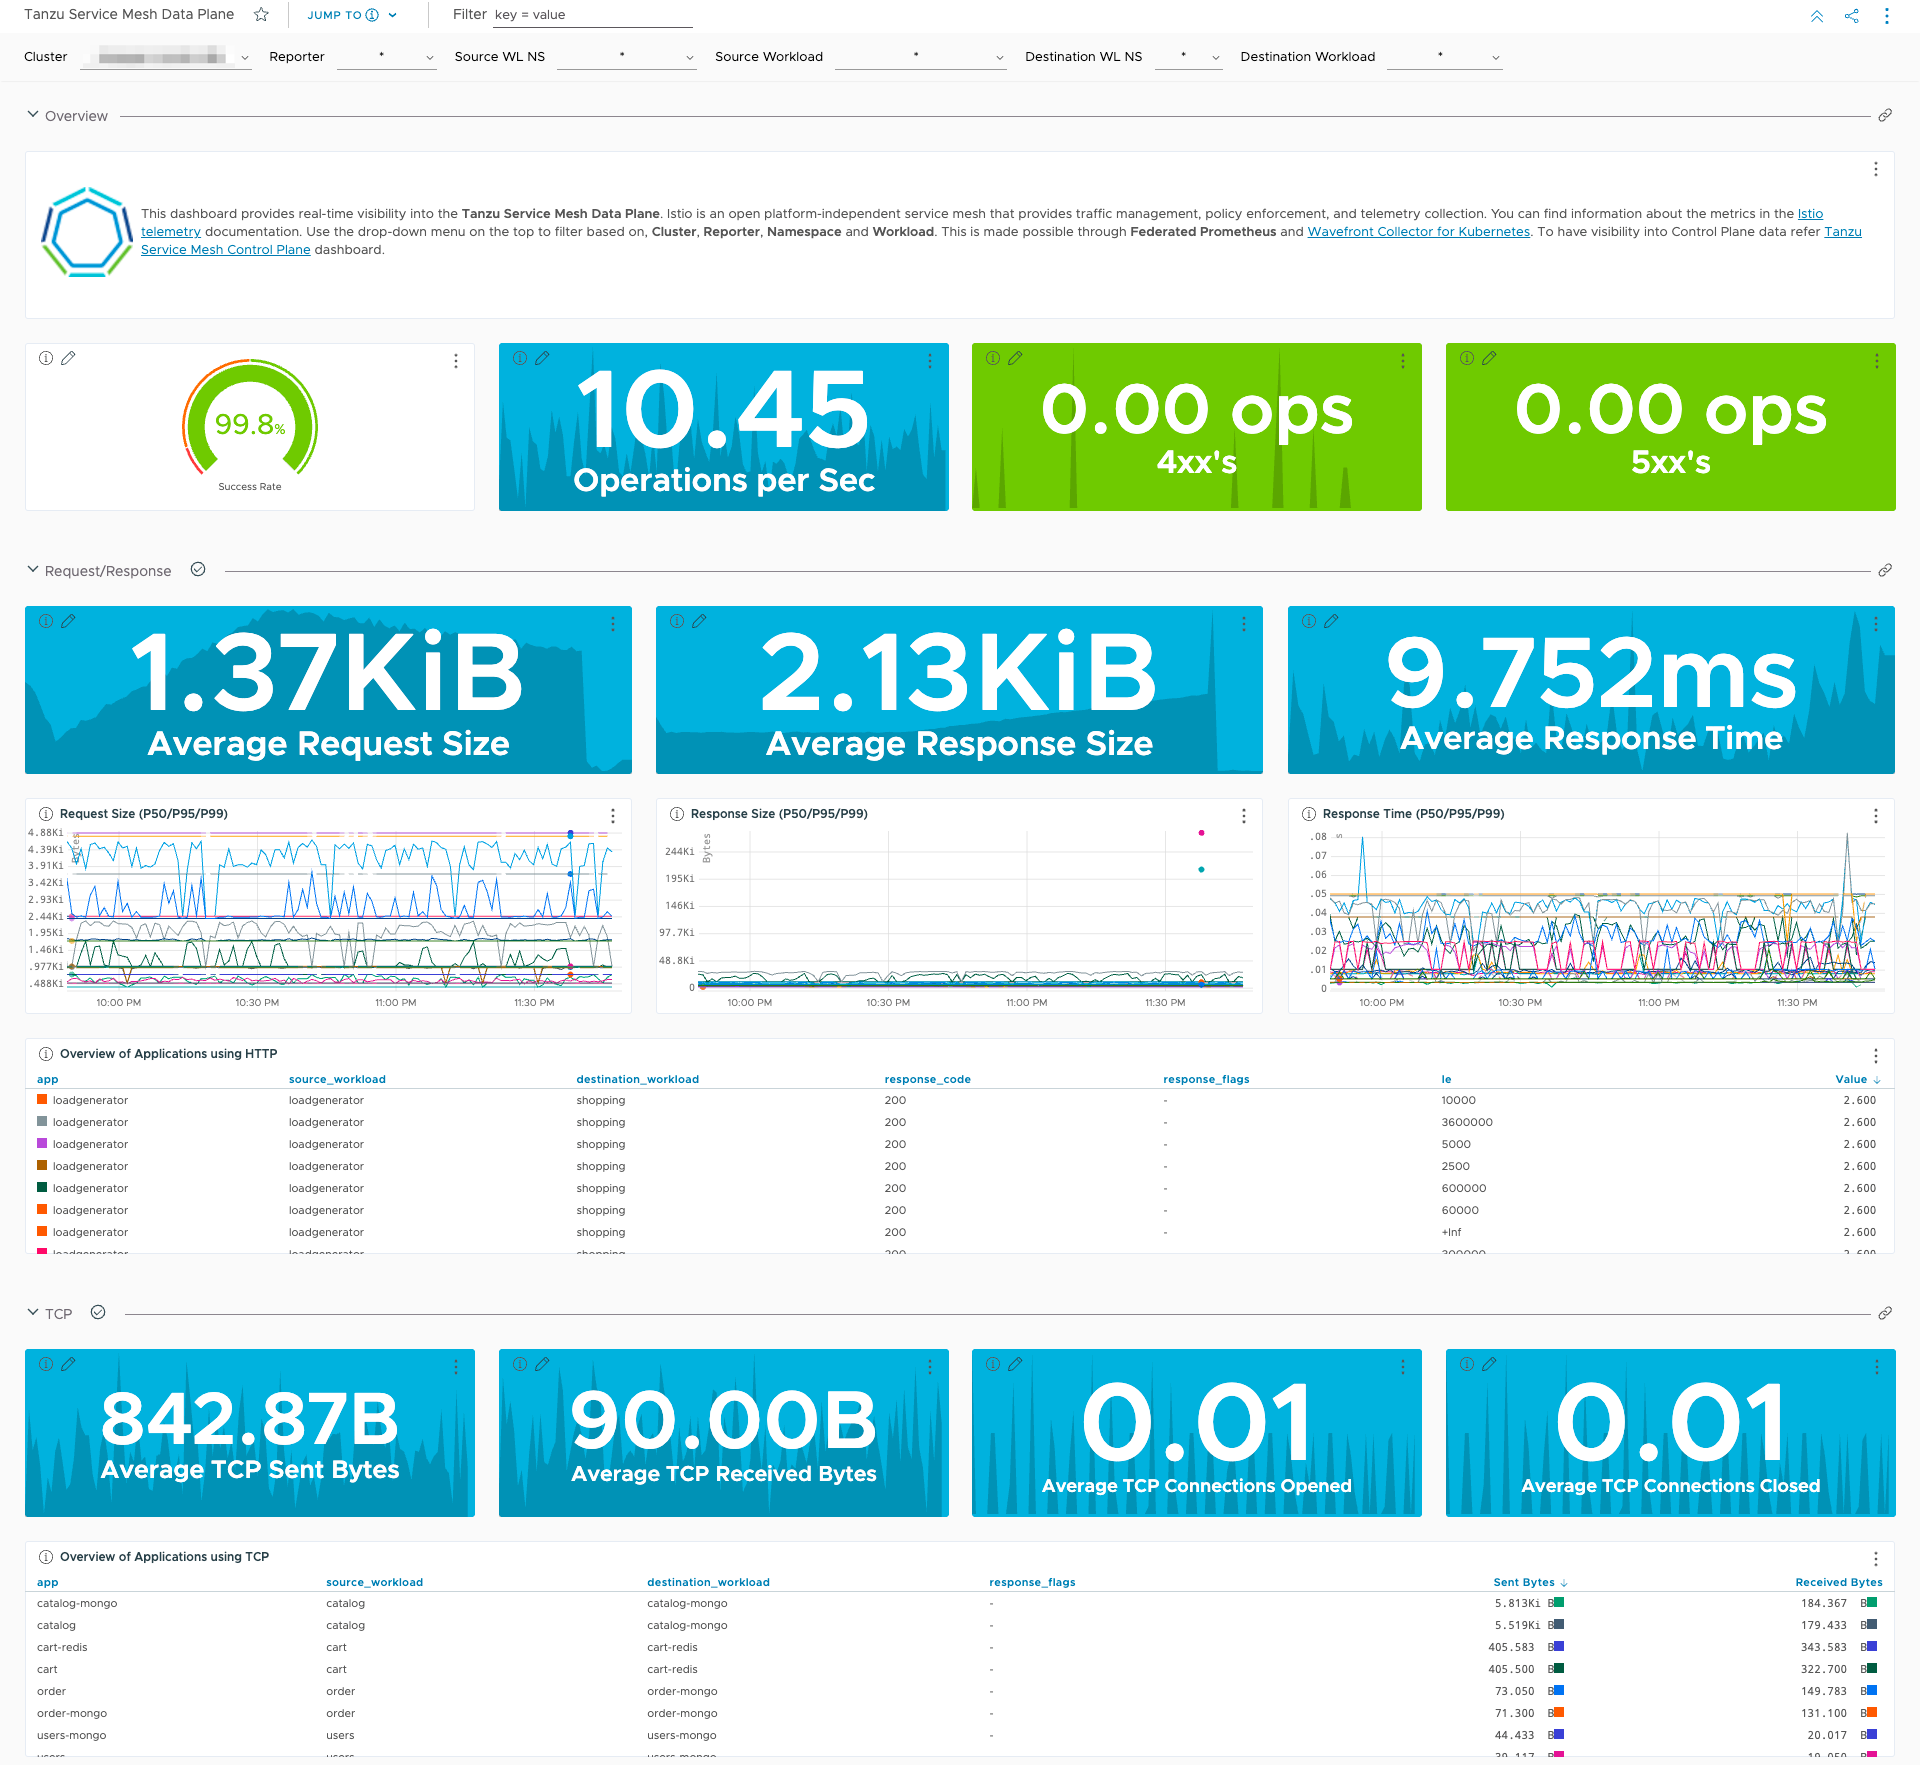 Tanzu Service Mesh Data Plane JUMP TO Filter key = value
Cluster Reporter * Source WL NS * Source Workload * Destination WL NS * Destination Workload *
Overview
This dashboard provides real-time visibility into the Tanzu Service Mesh Data Plane. Istio is an open platform-independent service mesh that provides traffic management, policy enforcement, and telemetry collection. You can find information about the metrics in the Istio
telemetry documentation. Use the drop-down menu on the top to filter based on, Cluster, Reporter, Namespace and Workload. This is made possible through Federated Prometheus and Wavefront Collector for Kubernetes. To have visibility into Control Plane data refer Tanzu
Service Mesh Control Plane dashboard.
99.8%
Success Rate
10.45
Operations per Sec
0.00 ops
4xx's
0.00 ops
5xx's
Request/Response
1.37KiB
Average Request Size
2.13KiB
Average Response Size
9.752ms
Average Response Time
Request Size (P50/P95/P99)
Bytes
4.88Ki
4.39Ki
3.91Ki
3.42Ki
2.93Ki
2.44Ki
1.95Ki
1.46Ki
.977Ki
.488Ki
10:00 PM 10:30 PM 11:00 PM 11:30 PM
Response Size (P50/P95/P99)
Bytes
244Ki
195Ki
146Ki
97.7Ki
48.8Ki
0
10:00 PM 10:30 PM 11:00 PM 11:30 PM
Response Time (P50/P95/P99)
s
.08
.07
.06
.05
.04
.03
.02
.01
0
10:00 PM 10:30 PM 11:00 PM 11:30 PM
Overview of Applications using HTTP
app source_workload destination_workload response_code response_flags le Value ↓
loadgenerator loadgenerator shopping 200 - 10000 2.600
loadgenerator loadgenerator shopping 200 - 3600000 2.600
loadgenerator loadgenerator shopping 200 - 5000 2.600
loadgenerator loadgenerator shopping 200 - 2500 2.600
loadgenerator loadgenerator shopping 200 - 600000 2.600
loadgenerator loadgenerator shopping 200 - 60000 2.600
loadgenerator loadgenerator shopping 200 - +Inf 2.600
loadgenerator loadgenerator shopping 200 300000 2.600
TCP
842.87B
Average TCP Sent Bytes
90.00B
Average TCP Received Bytes
0.01
Average TCP Connections Opened
0.01
Average TCP Connections Closed
Overview of Applications using TCP
app source_workload destination_workload response_flags Sent Bytes ↓ Received Bytes
catalog-mongo catalog catalog-mongo - 5.813Ki B 184.367 B
catalog catalog catalog-mongo - 5.519Ki B 179.433 B
cart-redis cart cart-redis - 405.583 B 343.583 B
cart cart cart-redis - 405.500 B 322.700 B
order order order-mongo - 73.050 B 149.783 B
order-mongo order order-mongo - 71.300 B 131.100 B
users-mongo users users-mongo - 44.433 B 20.017 B
users users users-mongo 39.117 B 19.050 B